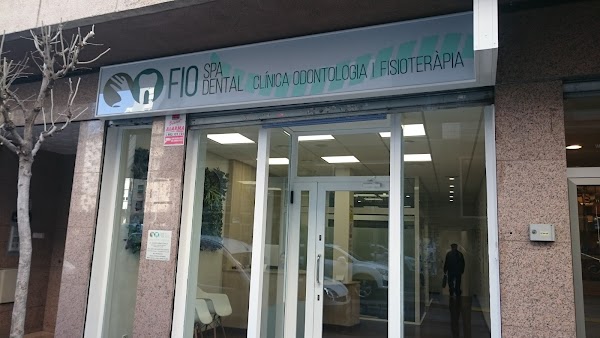 FIO SPA DENTAL CLÍNICA ODONTOLOGIA I FISIOTERÀPIA